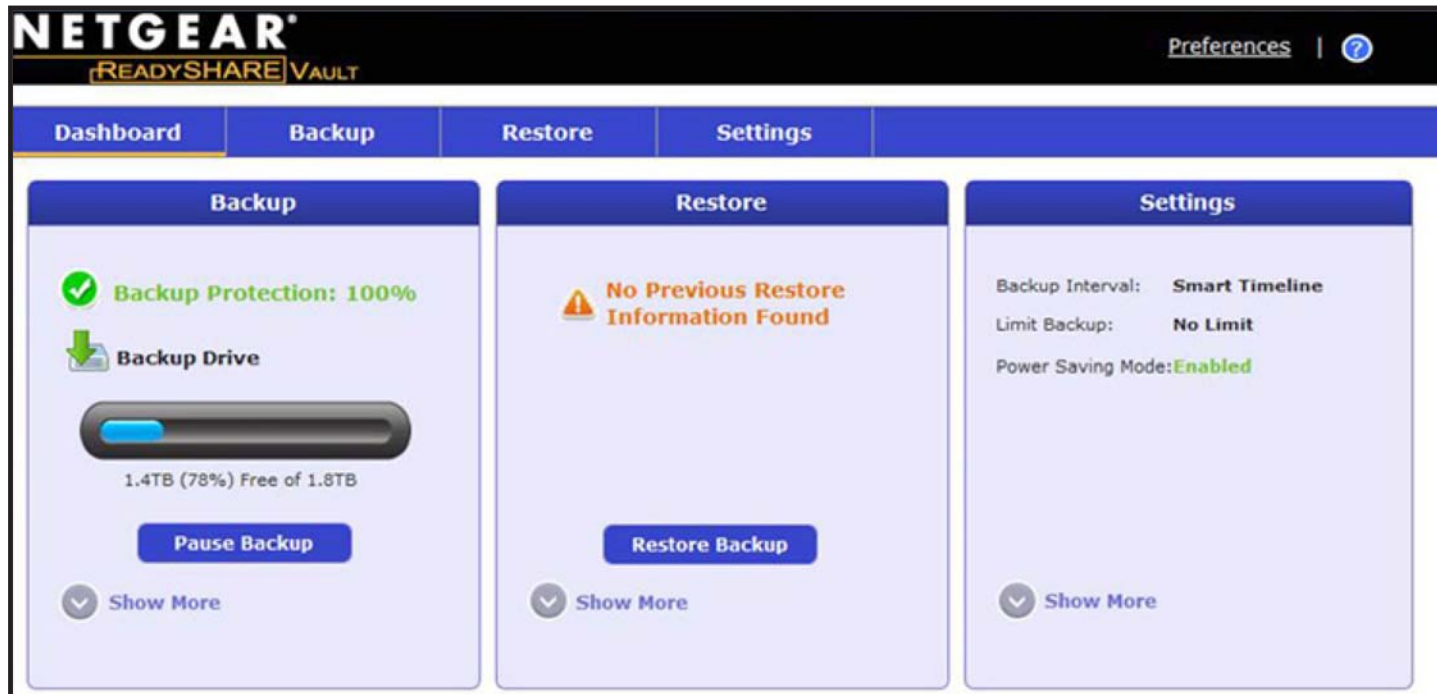 NETGEAR®
READYSHARE VAULT
Preferences | ?
Dashboard Backup Restore Settings
Backup
Backup Protection: 100%
Backup Drive
1.4TB (78%) Free of 1.8TB
Pause Backup
Show More
Restore
No Previous Restore
Information Found
Restore Backup
Show More
Settings
Backup Interval: Smart Timeline
Limit Backup: No Limit
Power Saving Mode:Enabled
Show More